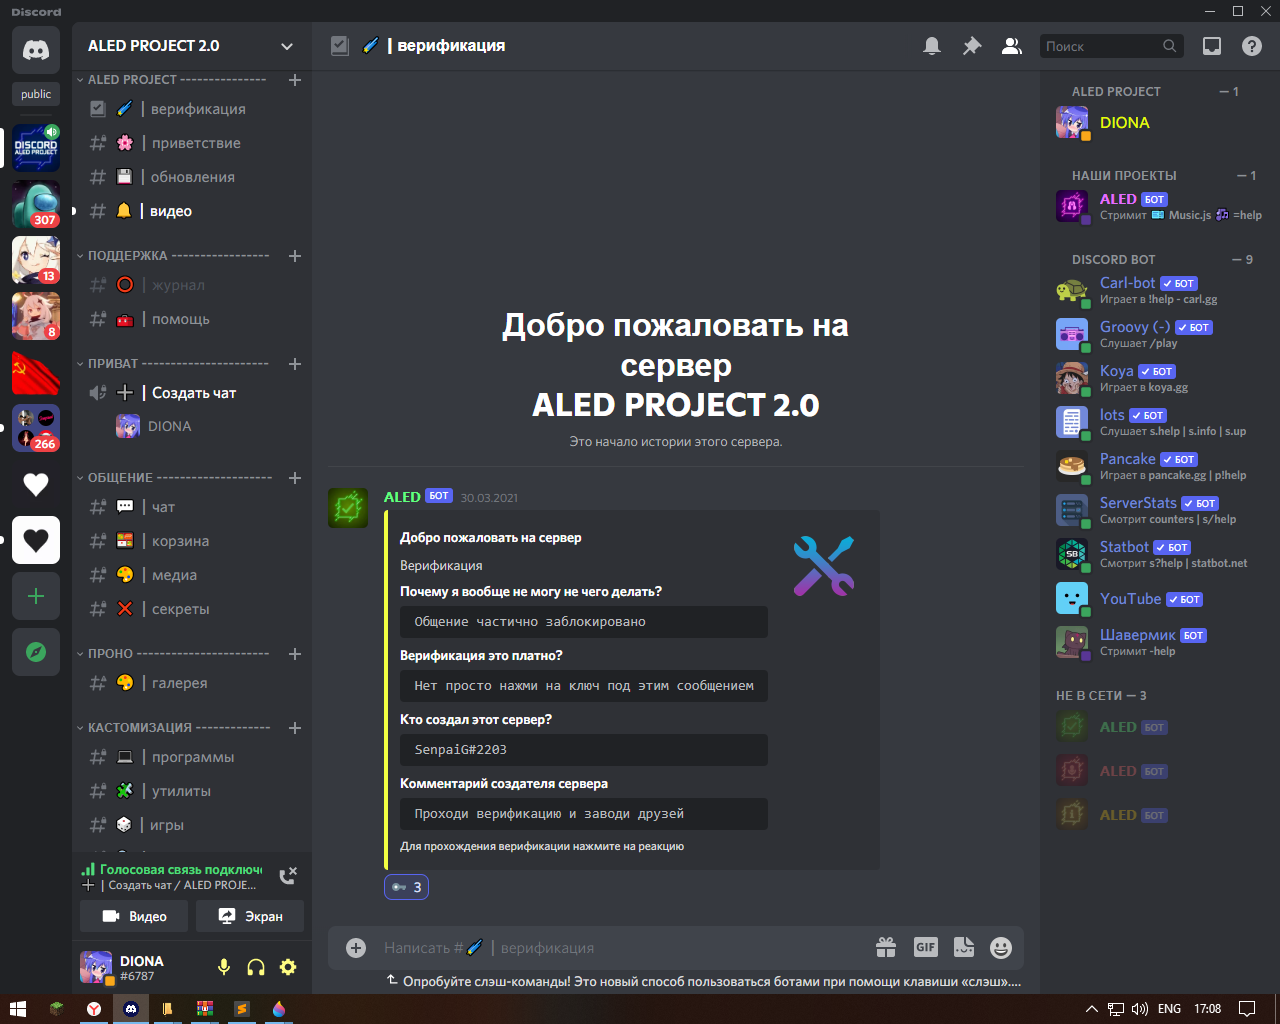 Discord
ALED PROJECT 2.0
| верификация
Поиск
public
ALED PROJECT ---------------
| верификация
| приветствие
| обновления
| видео
ПОДДЕРЖКА -----------------
| журнал
| помощь
ПРИВАТ ----------------------
| Создать чат
DIONA
ОБЩЕНИЕ --------------------
| чат
| корзина
| медиа
| секреты
ПРОНО -----------------------
| галерея
КАСТОМИЗАЦИЯ -------------
| программы
| утилиты
| игры
DISCORD
ALED PROJECT
307
13
8
266
Голосовая связь подключе
| Создать чат / ALED PROJE...
Видео
Экран
DIONA
#6787
Добро пожаловать на
сервер
ALED PROJECT 2.0
Это начало истории этого сервера.
ALED БОТ 30.03.2021
Добро пожаловать на сервер
Верификация
Почему я вообще не могу не чего делать?
Общение частично заблокировано
Верификация это платно?
Нет просто нажми на ключ под этим сообщением
Кто создал этот сервер?
SenpaiG#2203
Комментарий создателя сервера
Проходи верификацию и заводи друзей
Для прохождения верификации нажмите на реакцию
3
Написать # | верификация
GIF
Опробуйте слэш-команды! Это новый способ пользоваться ботами при помощи клавиши «слэш»....
ALED PROJECT — 1
DIONA
НАШИ ПРОЕКТЫ — 1
ALED БОТ
Стримит Music.js =help
DISCORD BOT — 9
Carl-bot БОТ
Играет в !help - carl.gg
Groovy (-) БОТ
Слушает /play
Koya БОТ
Играет в koya.gg
lots БОТ
Слушает s.help | s.info | s.up
Pancake БОТ
Играет в pancake.gg | p!help
ServerStats БОТ
Смотрит counters | s/help
SB
Statbot БОТ
Смотрит s?help | statbot.net
YouTube БОТ
Шавермик БОТ
Стримит -help
НЕ В СЕТИ — 3
ALED БОТ
ALED БОТ
ALED БОТ
ENG
17:08